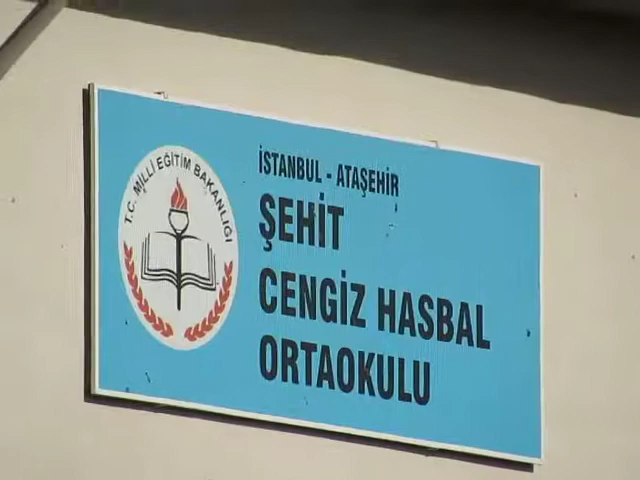 T.C. MİLLİ EĞİTİM BAKANLIĞI
İSTANBUL - ATAŞEHİR
ŞEHİT
CENGİZ HASBAL
ORTAOKULU